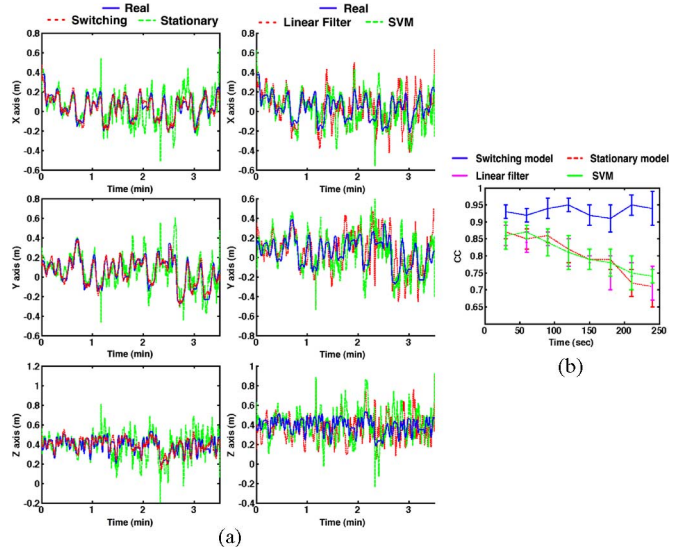 Real
Switching Stationary
Real
Linear Filter SVM
X axis (m)
0.8
0.6
0.4
0.2
0
-0.2
-0.4
-0.6
0 1 2 3
Time (min)
X axis (m)
0.8
0.6
0.4
0.2
0
-0.2
-0.4
-0.6
0 1 2 3
Time (min)
Y axis (m)
0.8
0.6
0.4
0.2
0
-0.2
-0.4
-0.6
0 1 2 3
Time (min)
Y axis (m)
0.8
0.6
0.4
0.2
0
-0.2
-0.4
-0.6
0 1 2 3
Time (min)
Z axis (m)
1.2
1
0.8
0.6
0.4
0.2
0
-0.2
0 1 2 3
Time (min)
Z axis (m)
1.2
1
0.8
0.6
0.4
0.2
0
-0.2
-0.4
0 1 2 3
Time (min)
(a)
Switching model Stationary model
Linear filter SVM
CC
1
0.95
0.9
0.85
0.8
0.75
0.7
0.65
0 50 100 150 200 250
Time (sec)
(b)